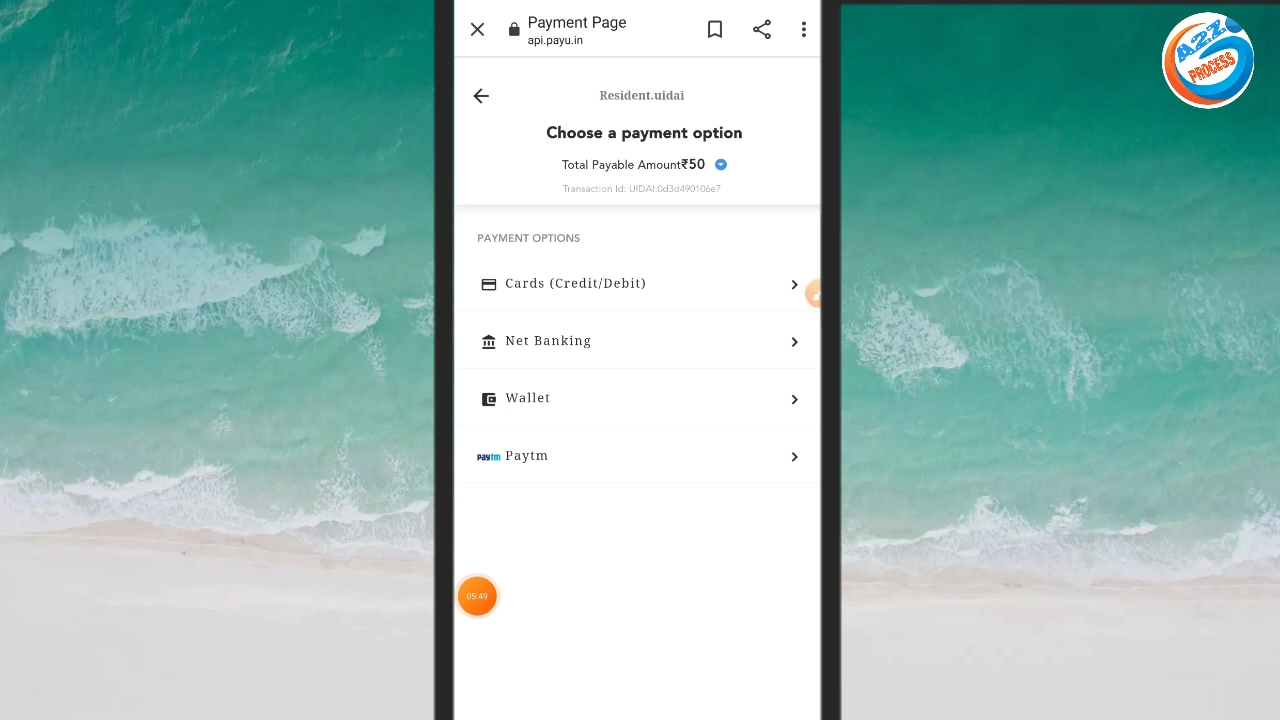 Payment Page
api.payu.in
A2Z
PROCESS
Resident.uidai
Choose a payment option
Total Payable Amount₹50
Transaction Id: UIDAI:0d3d490106e7
PAYMENT OPTIONS
Cards (Credit/Debit)
Net Banking
Wallet
paytm Paytm
05:49